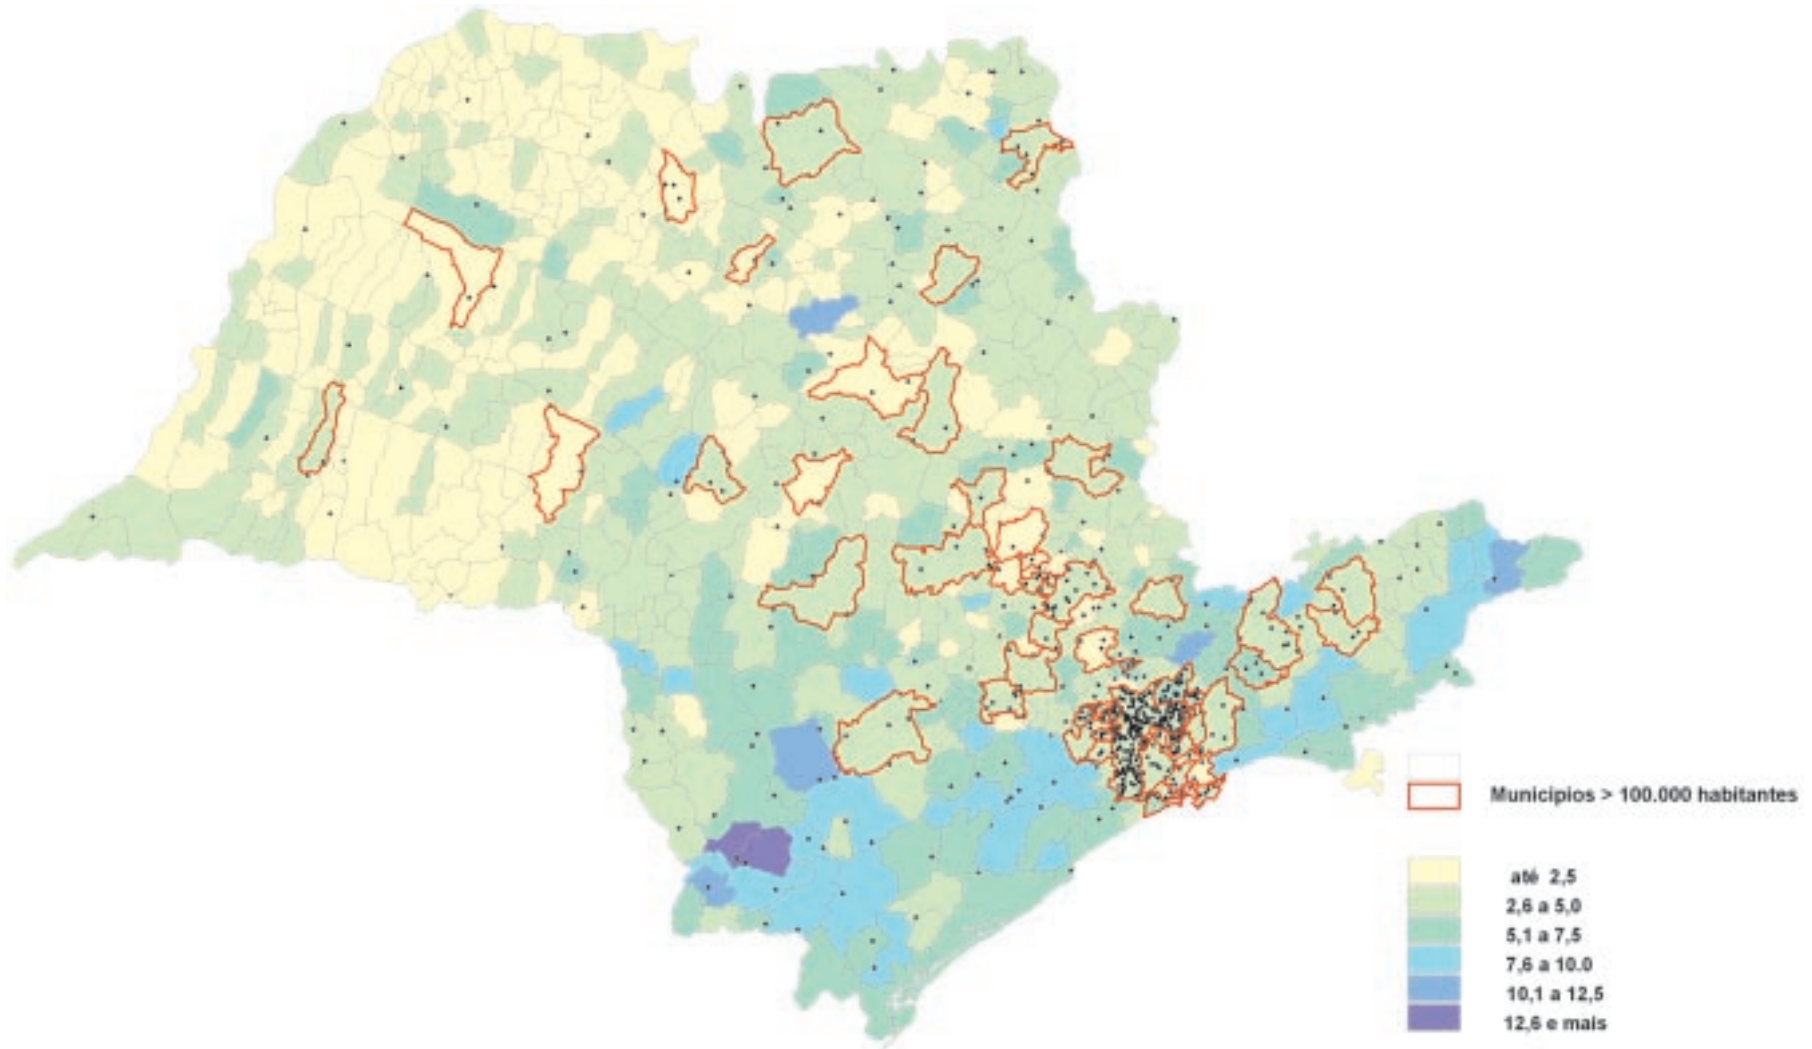 Municipios > 100.000 habitantes
até 2,5
2,6 a 5,0
5,1 a 7,5
7,6 a 10.0
10,1 a 12,5
12,6 e mais